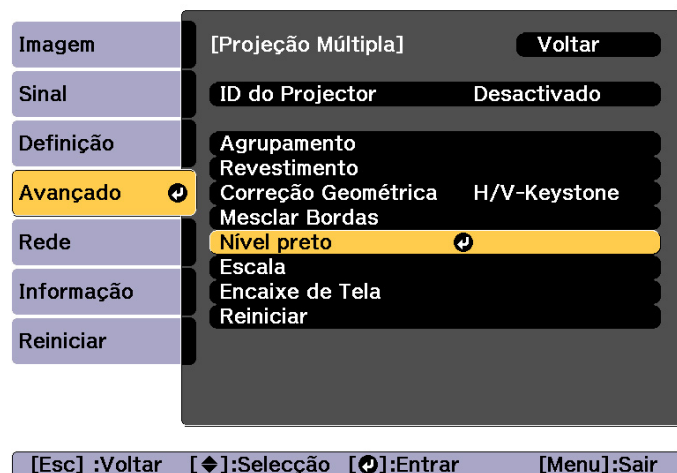 Imagem
Sinal
Definição
Avançado
Rede
Informação
Reiniciar
[Projeção Múltipla] Voltar
ID do Projector Desactivado
Agrupamento
Revestimento
Correção Geométrica H/V-Keystone
Mesclar Bordas
Nível preto
Escala
Encaixe de Tela
Reiniciar
[Esc] :Voltar [◆]:Selecção [↵]:Entrar [Menu]:Sair